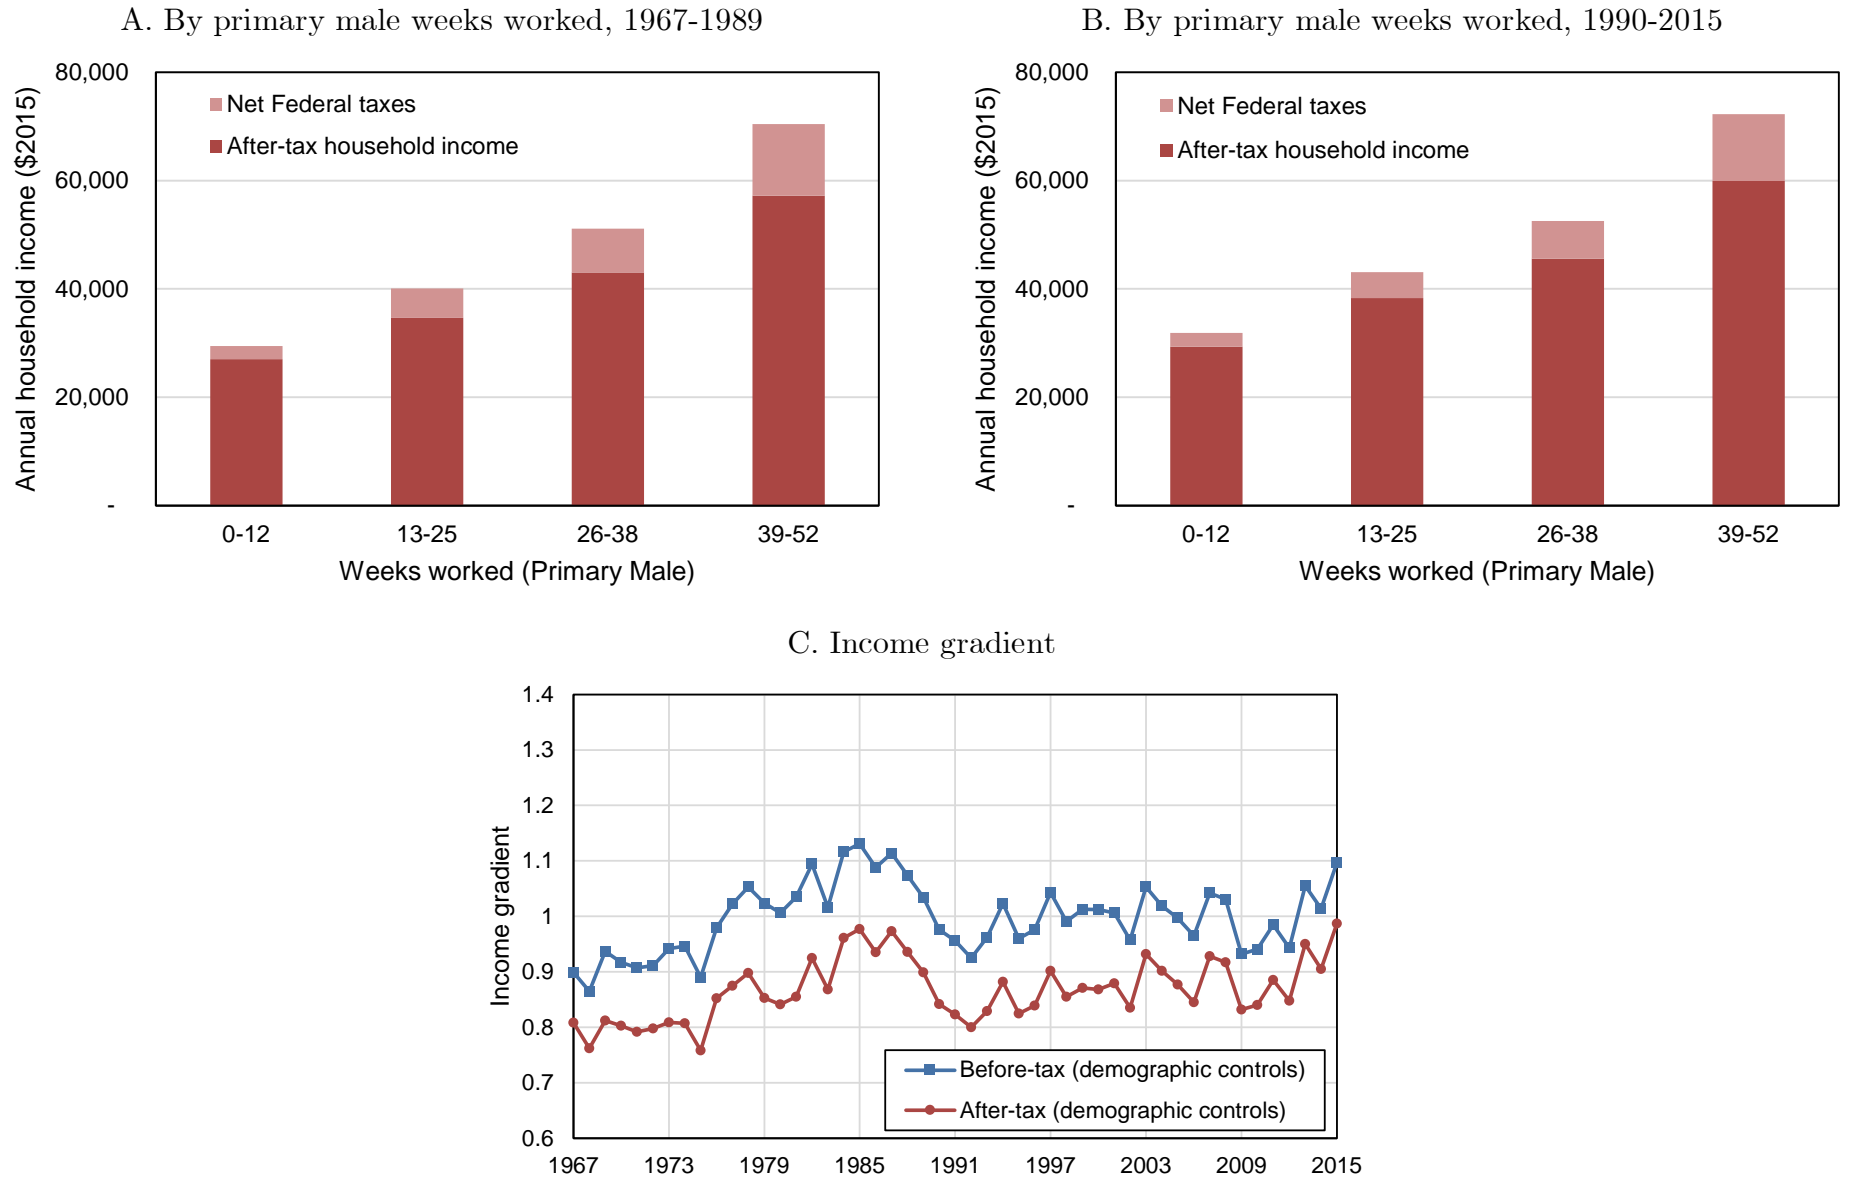 A. By primary male weeks worked, 1967-1989
Annual household income ($2015)
80,000
60,000
40,000
20,000
-
Net Federal taxes
After-tax household income
0-12
13-25
26-38
39-52
Weeks worked (Primary Male)
B. By primary male weeks worked, 1990-2015
Annual household income ($2015)
80,000
60,000
40,000
20,000
-
Net Federal taxes
After-tax household income
0-12
13-25
26-38
39-52
Weeks worked (Primary Male)
C. Income gradient
Income gradient
1.4
1.3
1.2
1.1
1
0.9
0.8
0.7
0.6
Before-tax (demographic controls)
After-tax (demographic controls)
1967
1973
1979
1985
1991
1997
2003
2009
2015